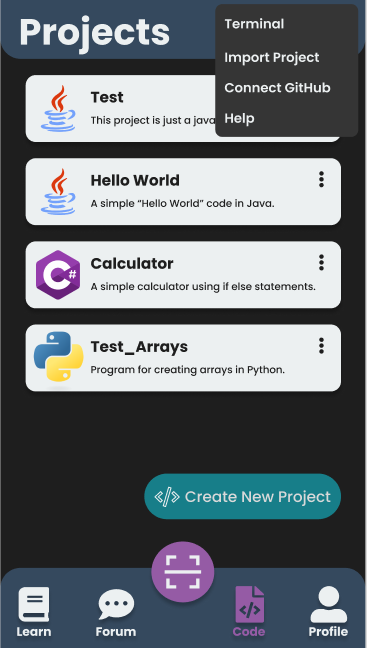 Projects
Terminal
Import Project
Connect GitHub
Help
Test
This project is just a java
Hello World
A simple “Hello World” code in Java.
C#
Calculator
A simple calculator using if else statements.
Test_Arrays
Program for creating arrays in Python.
</> Create New Project
</>
Learn
Forum
Code
Profile